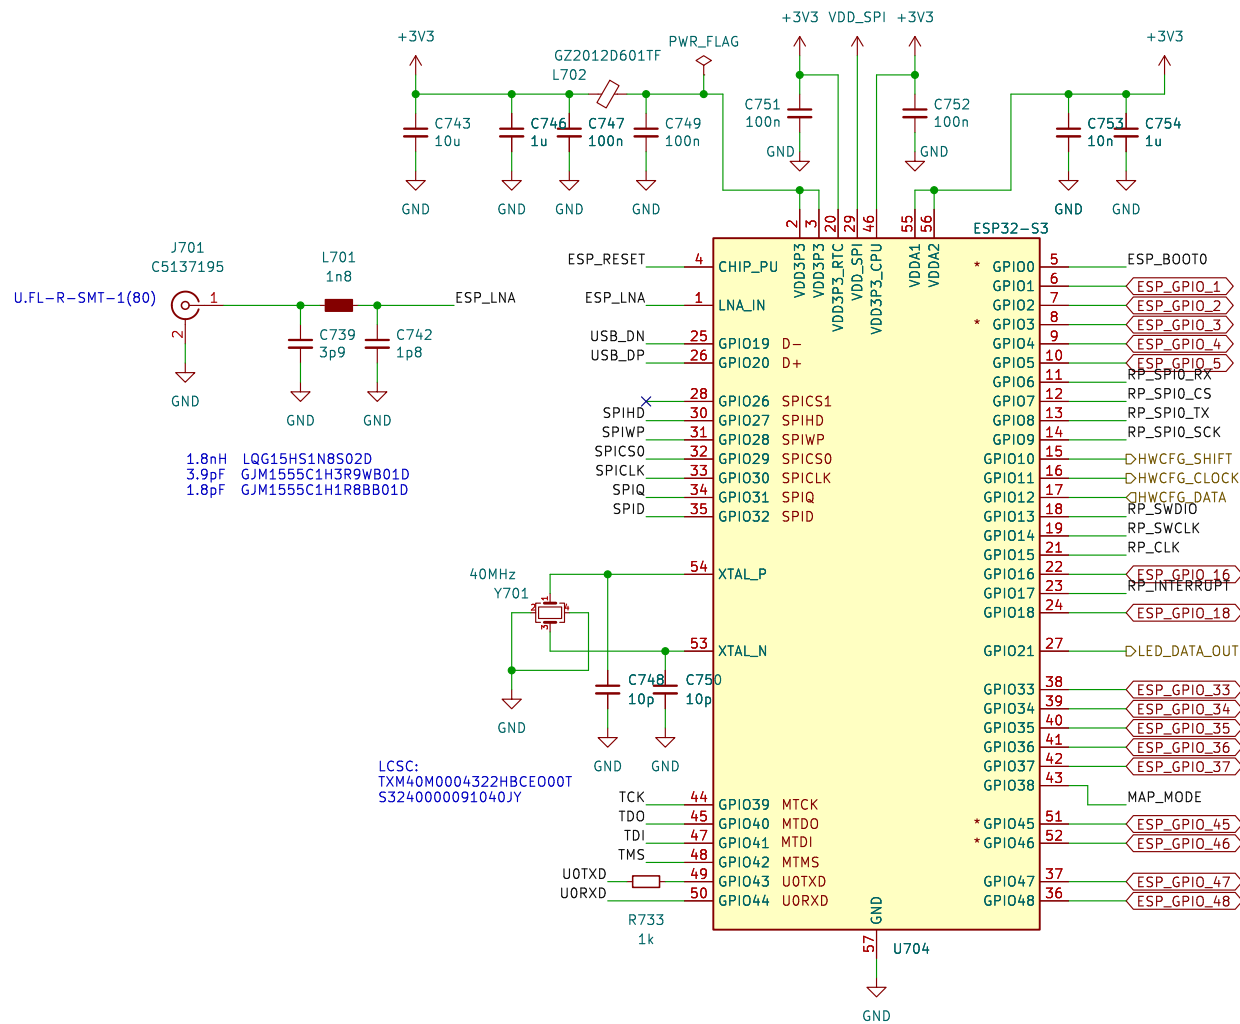 +3V3
VDD_SPI
+3V3
+3V3
+3V3
PWR_FLAG
GZ2012D601TF
L702
C743
10u
C746
1u
C747
100n
C749
100n
C751
100n
C752
100n
C753
10n
C754
1u
GND
GND
GND
GND
GND
GND
GND
GND
2
3
20
29
46
55
56
ESP32-S3
VDD3P3
VDD3P3
VDD3P3_RTC
VDD_SPI
VDD3P3_CPU
VDDA1
VDDA2
J701
C5137195
U.FL-R-SMT-1(80)
1
2
GND
L701
1n8
ESP_LNA
C739
3p9
C742
1p8
GND
GND
1.8nH LQG15HS1N8S02D
3.9pF GJM1555C1H3R9WB01D
1.8pF GJM1555C1H1R8BB01D
ESP_RESET 4 CHIP_PU
ESP_LNA 1 LNA_IN
USB_DN 25 GPIO19 D-
USB_DP 26 GPIO20 D+
28 GPIO26 SPICS1
SPIHD 30 GPIO27 SPIHD
SPIWP 31 GPIO28 SPIWP
SPICS0 32 GPIO29 SPICS0
SPICLK 33 GPIO30 SPICLK
SPIQ 34 GPIO31 SPIQ
SPID 35 GPIO32 SPID
54 XTAL_P
53 XTAL_N
40MHz
Y701
1
2
4
3
GND
C748
10p
C750
10p
GND
GND
LCSC:
TXM40M0004322HBCEO00T
S3240000091040JY
TCK 44 GPIO39 MTCK
TDO 45 GPIO40 MTDO
TDI 47 GPIO41 MTDI
TMS 48 GPIO42 MTMS
U0TXD 49 GPIO43 U0TXD
U0RXD 50 GPIO44 U0RXD
R733
1k
* GPIO0 5 ESP_BOOT0
GPIO1 6 ESP_GPIO_1
GPIO2 7 ESP_GPIO_2
* GPIO3 8 ESP_GPIO_3
GPIO4 9 ESP_GPIO_4
GPIO5 10 ESP_GPIO_5
GPIO6 11 RP_SPI0_RX
GPIO7 12 RP_SPI0_CS
GPIO8 13 RP_SPI0_TX
GPIO9 14 RP_SPI0_SCK
GPIO10 15 HWCFG_SHIFT
GPIO11 16 HWCFG_CLOCK
GPIO12 17 HWCFG_DATA
GPIO13 18 RP_SWDIO
GPIO14 19 RP_SWCLK
GPIO15 21 RP_CLK
GPIO16 22 ESP_GPIO_16
GPIO17 23 RP_INTERRUPT
GPIO18 24 ESP_GPIO_18
GPIO21 27 LED_DATA_OUT
GPIO33 38 ESP_GPIO_33
GPIO34 39 ESP_GPIO_34
GPIO35 40 ESP_GPIO_35
GPIO36 41 ESP_GPIO_36
GPIO37 42 ESP_GPIO_37
GPIO38 43 MAP_MODE
* GPIO45 51 ESP_GPIO_45
* GPIO46 52 ESP_GPIO_46
GPIO47 37 ESP_GPIO_47
GPIO48 36 ESP_GPIO_48
GND
57
U704
GND